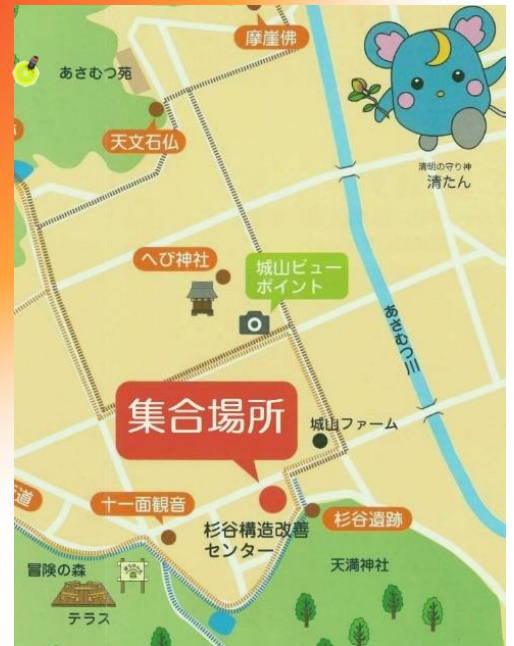 摩崖佛
あさむつ苑
天文石仏
清明の守り神
清たん
へび神社
城山ビュー
ポイント
あさむつ川
集合場所
城山ファーム
道
十一面観音
杉谷構造改善
センター
杉谷遺跡
天満神社
冒険の森
テラス